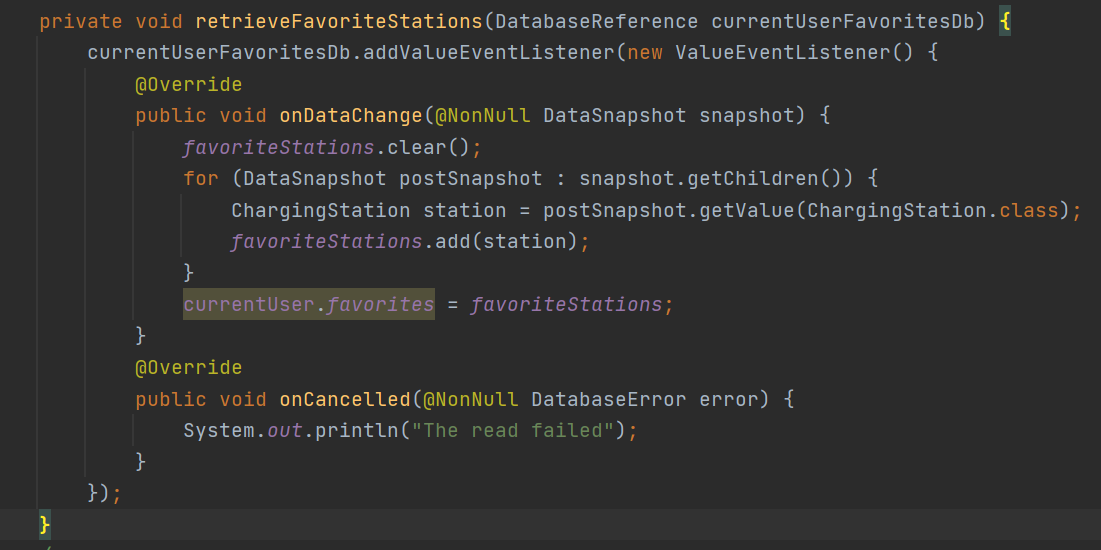 private void retrieveFavoriteStations(DatabaseReference currentUserFavoritesDb) {
currentUserFavoritesDb.addValueEventListener(new ValueEventListener() {
@Override
public void onDataChange(@NonNull DataSnapshot snapshot) {
favoriteStations.clear();
for (DataSnapshot postSnapshot : snapshot.getChildren()) {
ChargingStation station = postSnapshot.getValue(ChargingStation.class);
favoriteStations.add(station);
}
currentUser.favorites = favoriteStations;
}
@Override
public void onCancelled(@NonNull DatabaseError error) {
System.out.println("The read failed");
}
});
}